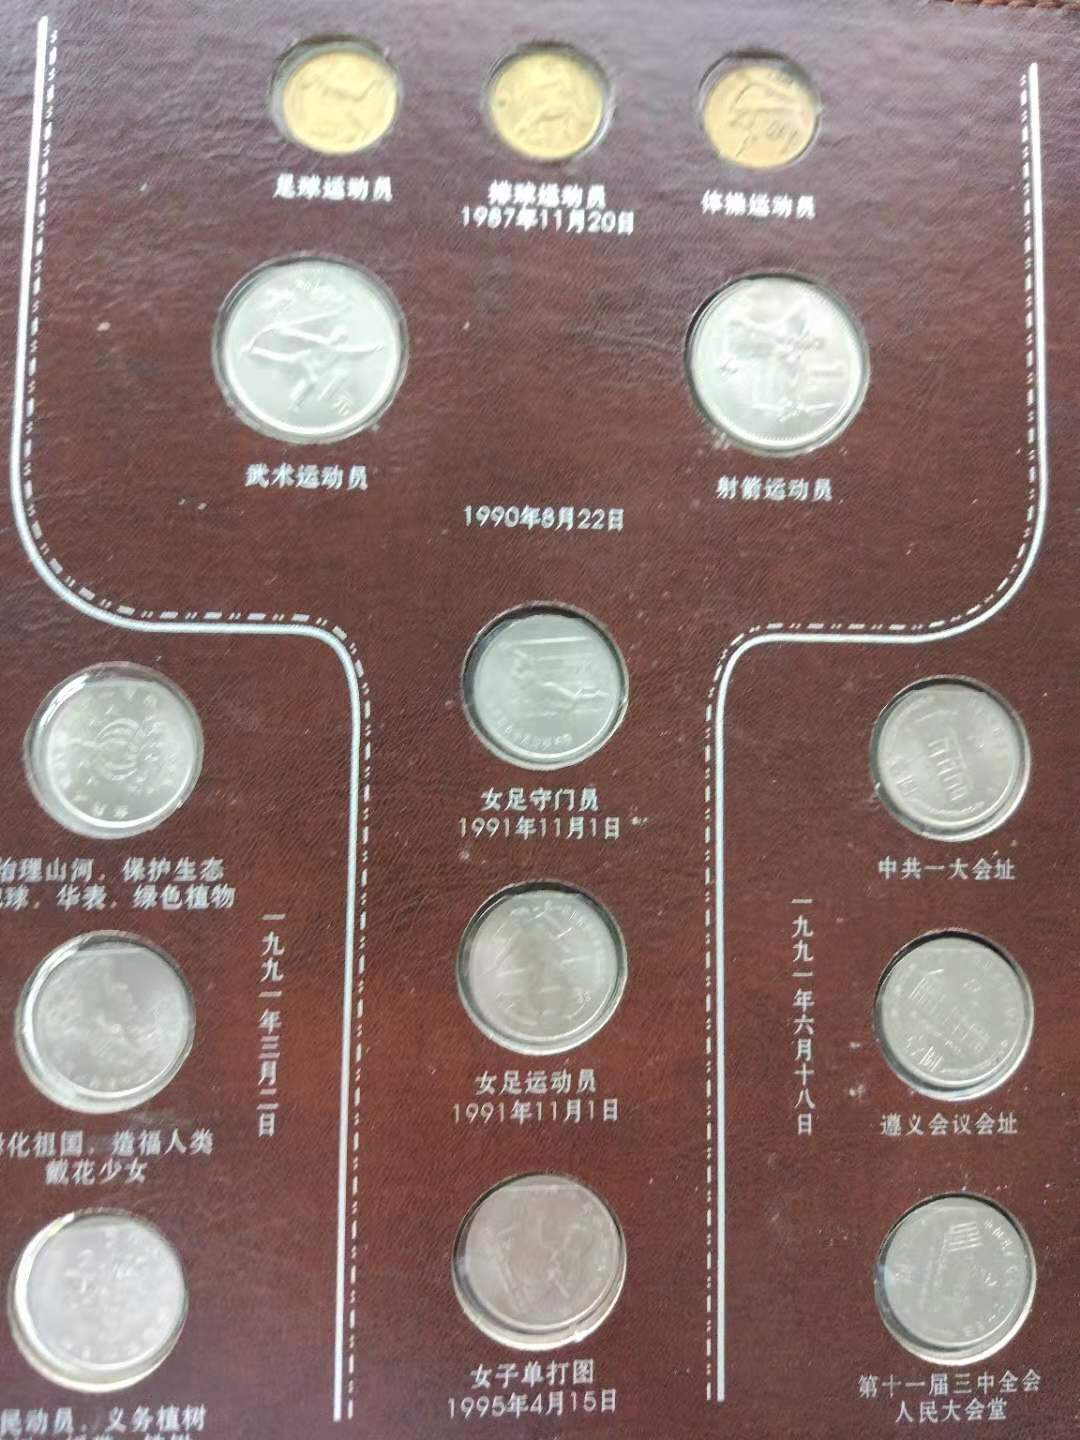 足球运动员
排球运动员
1987年11月20日
体操运动员
武术运动员
射箭运动员
1990年8月22日
女足守门员
1991年11月1日
女足运动员
1991年11月1日
女子单打图
1995年4月15日
治理山河，保护生态
球，华表，绿色植物
化祖国，造福人类
戴花少女
民动员，义务植树
一九九一年三月二日
一九九一年六月十八日
中共一大会址
遵义会议会址
第十一届三中全会
人民大会堂